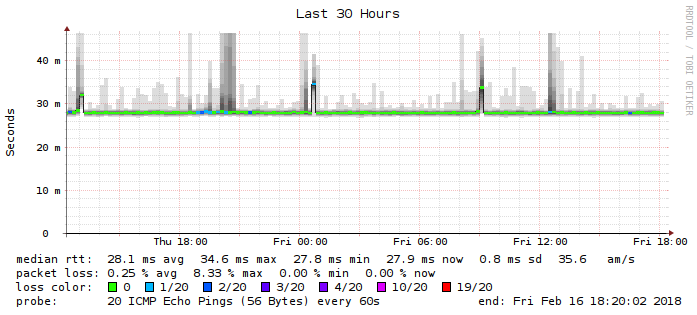 Last 30 Hours
RRDTOOL / TOBI OETIKER
Seconds
40 m
30 m
20 m
10 m
0
Thu 18:00 Fri 00:00 Fri 06:00 Fri 12:00 Fri 18:00
median rtt: 28.1 ms avg 34.6 ms max 27.8 ms min 27.9 ms now 0.8 ms sd 35.6 am/s
packet loss: 0.25 % avg 8.33 % max 0.00 % min 0.00 % now
loss color: 0 1/20 2/20 3/20 4/20 10/20 19/20
probe: 20 ICMP Echo Pings (56 Bytes) every 60s end: Fri Feb 16 18:20:02 2018